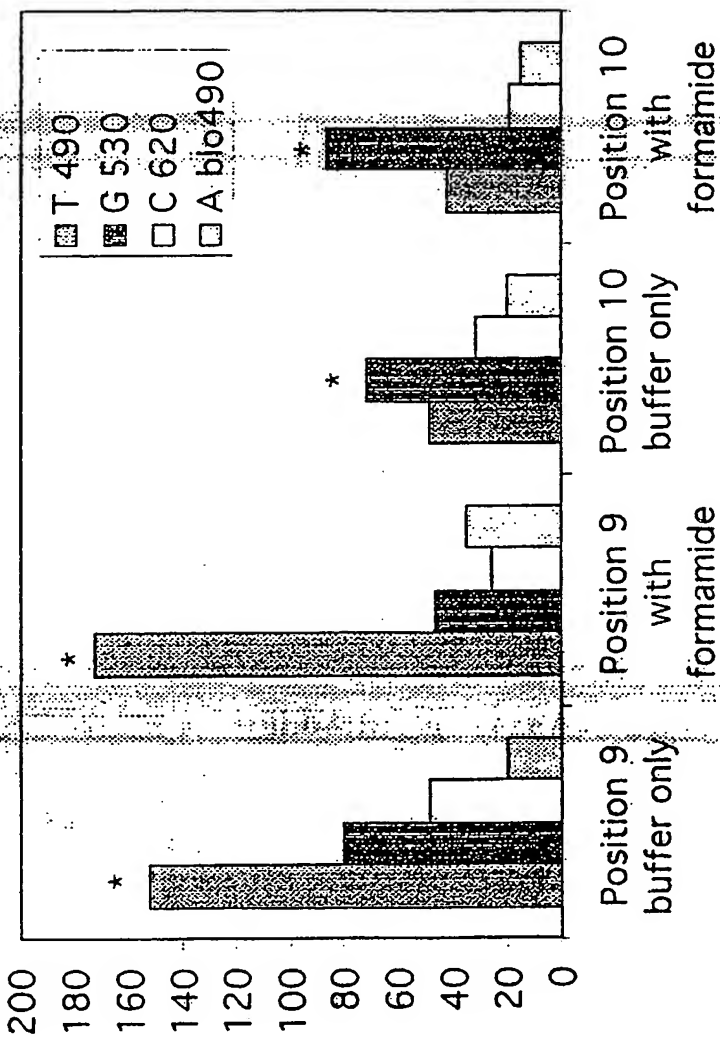 200
180
160
140
120
100
80
60
40
20
0
T 490
G 530
C 620
A bio490
*
*
*
*
Position 9
buffer only
Position 9
with
formamide
Position 10
buffer only
Position 10
with
formamide